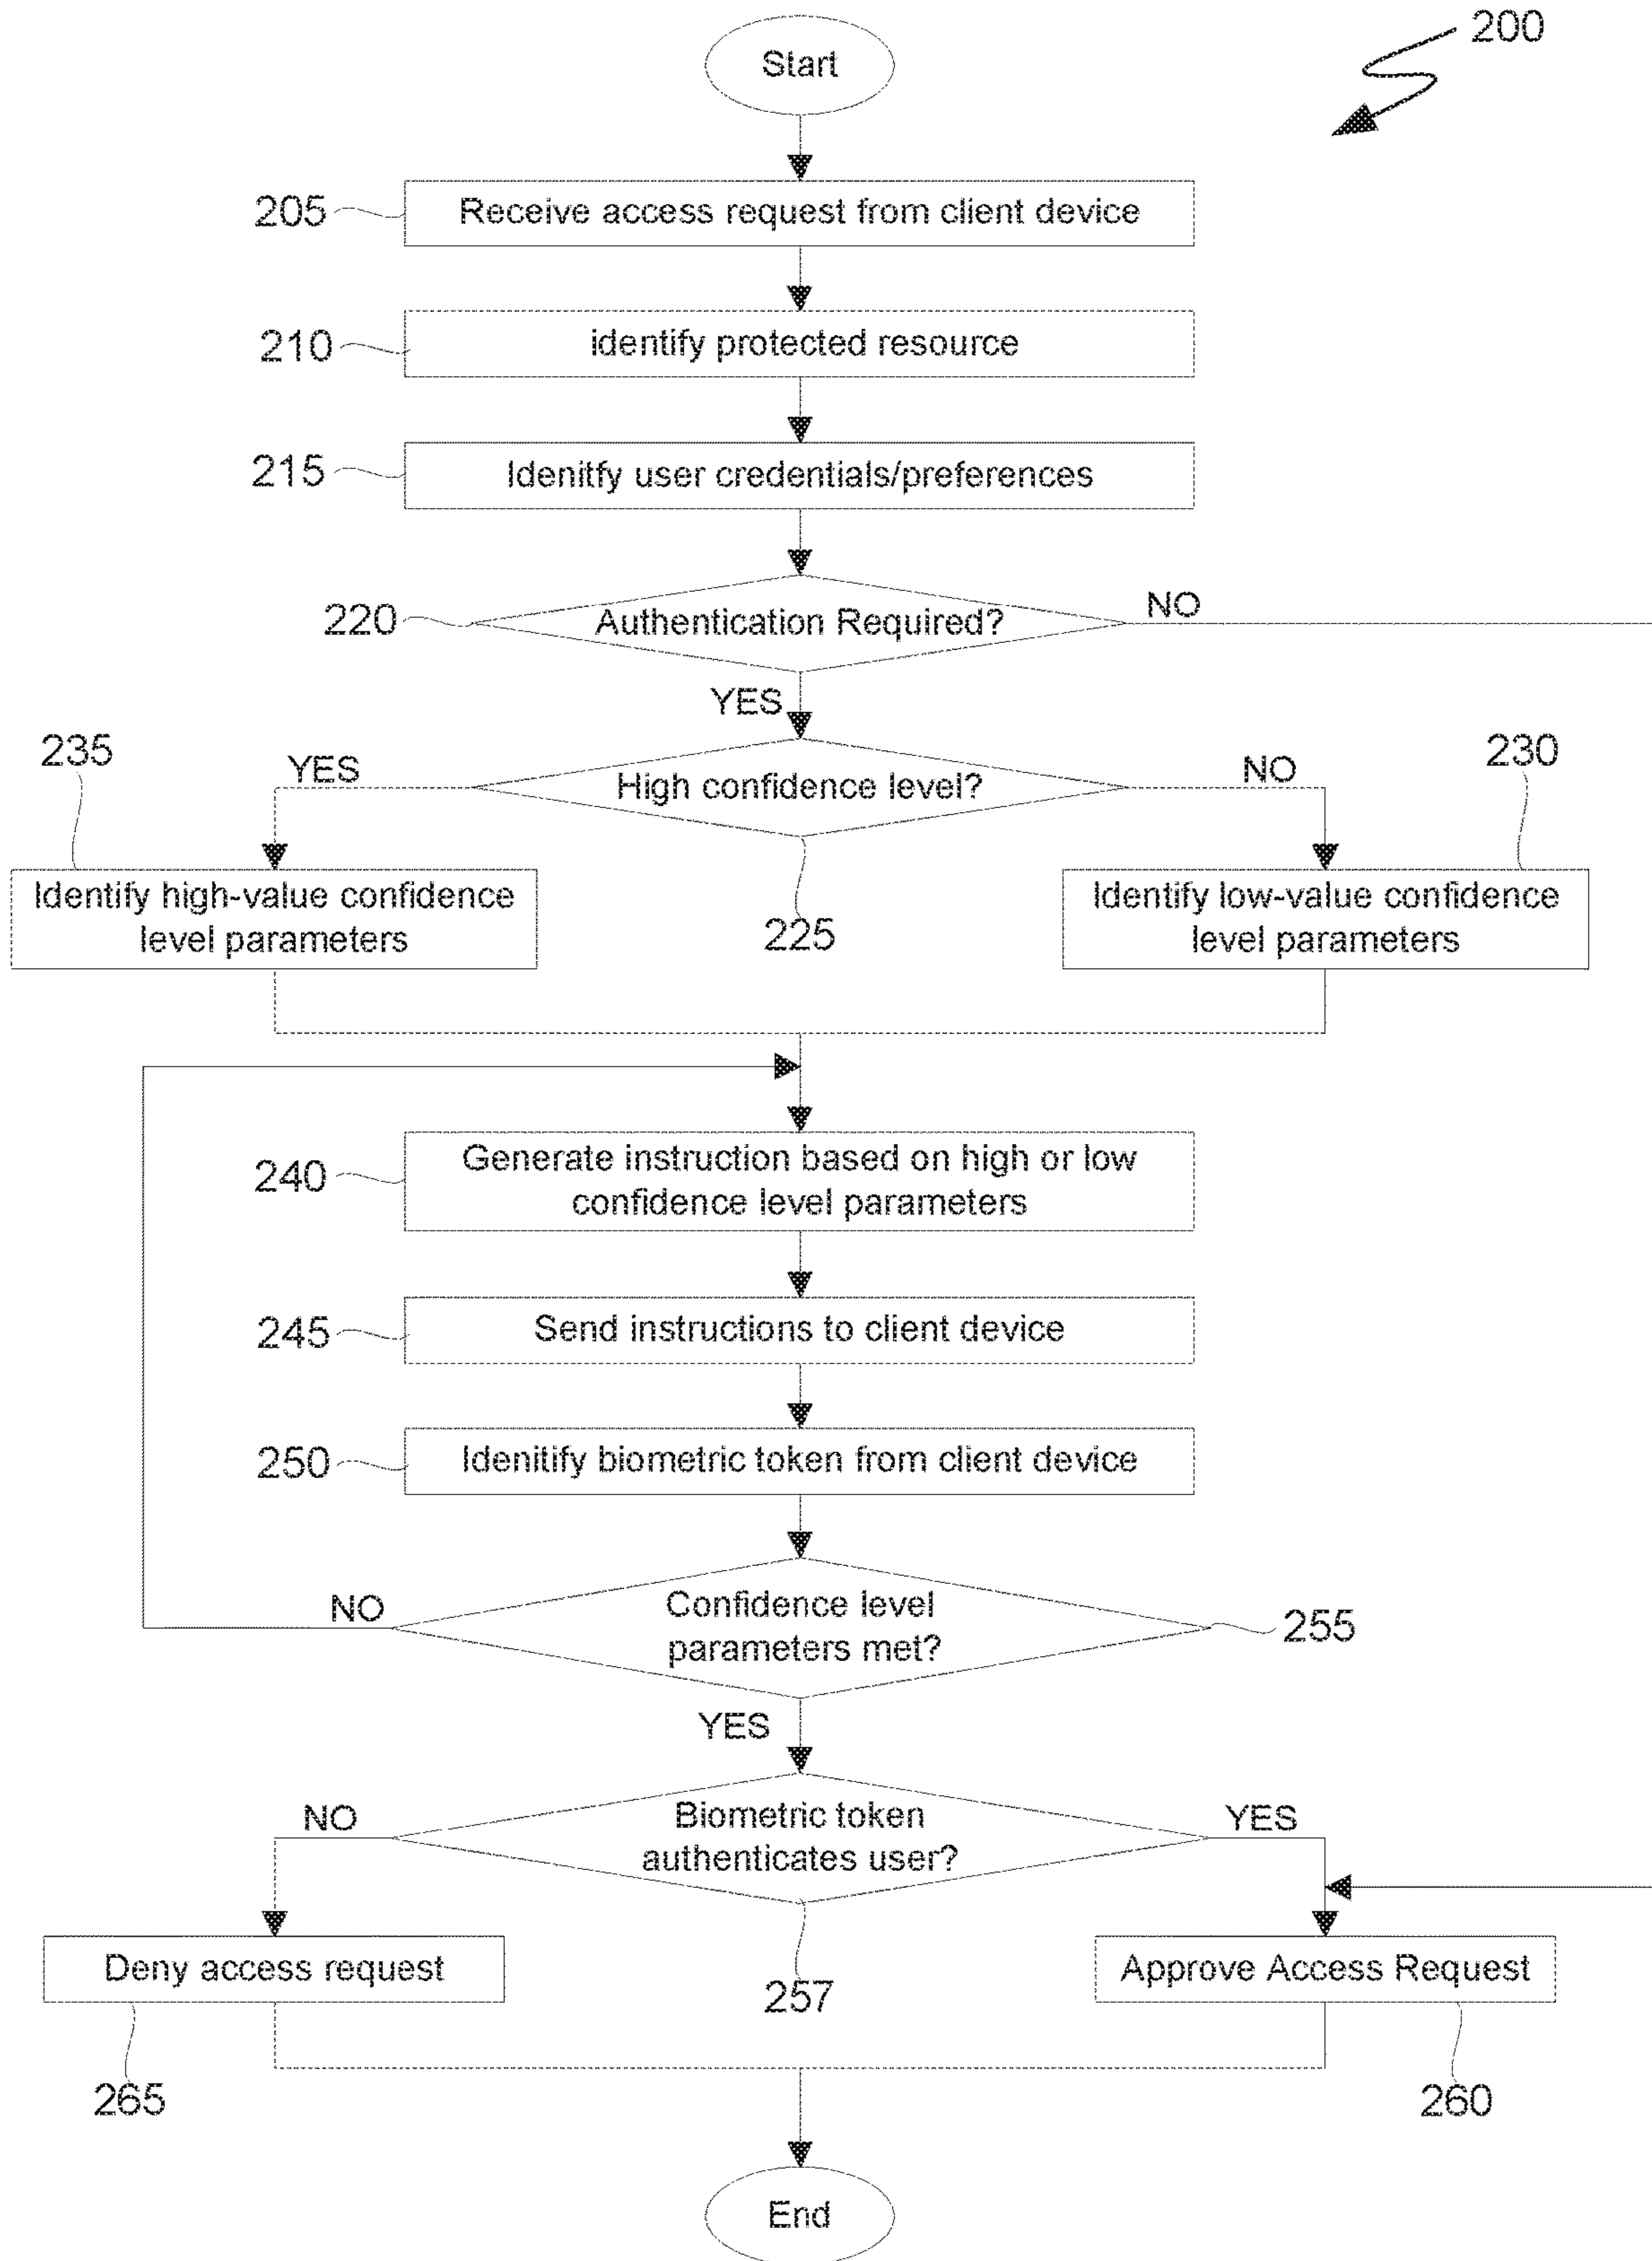 200
Start
205
Receive access request from client device
210
identify protected resource
215
Idenitfy user credentials/preferences
220
Authentication Required?
NO
YES
235
230
YES
High confidence level?
NO
Identify high-value confidence
level parameters
225
Identify low-value confidence
level parameters
240
Generate instruction based on high or low
confidence level parameters
245
Send instructions to client device
250
Idenitify biometric token from client device
NO
Confidence level
parameters met?
255
YES
NO
Biometric token
authenticates user?
YES
Deny access request
257
Approve Access Request
265
260
End